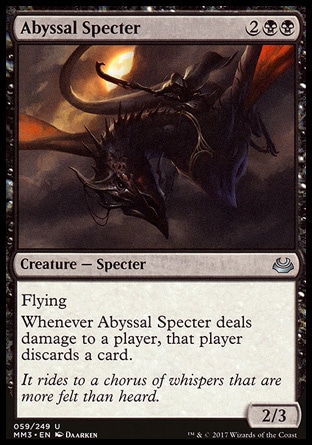 Abyssal Specter 2
Creature — Specter
Flying
Whenever Abyssal Specter deals
damage to a player, that player
discards a card.
It rides to a chorus of whispers that are
more felt than heard.
2/3
059/249 U
MM3 • EN Daarken
™ & © 2017 Wizards of the Coast